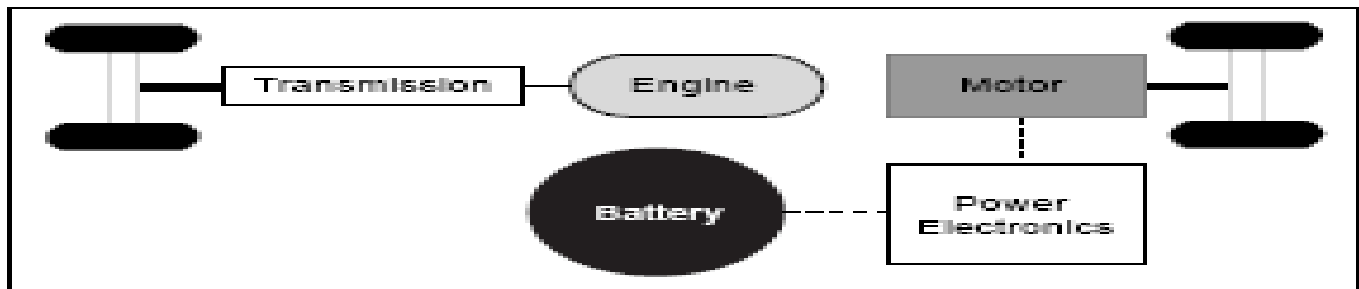 Transmission
Engine
Motor
Battery
Power
Electronics